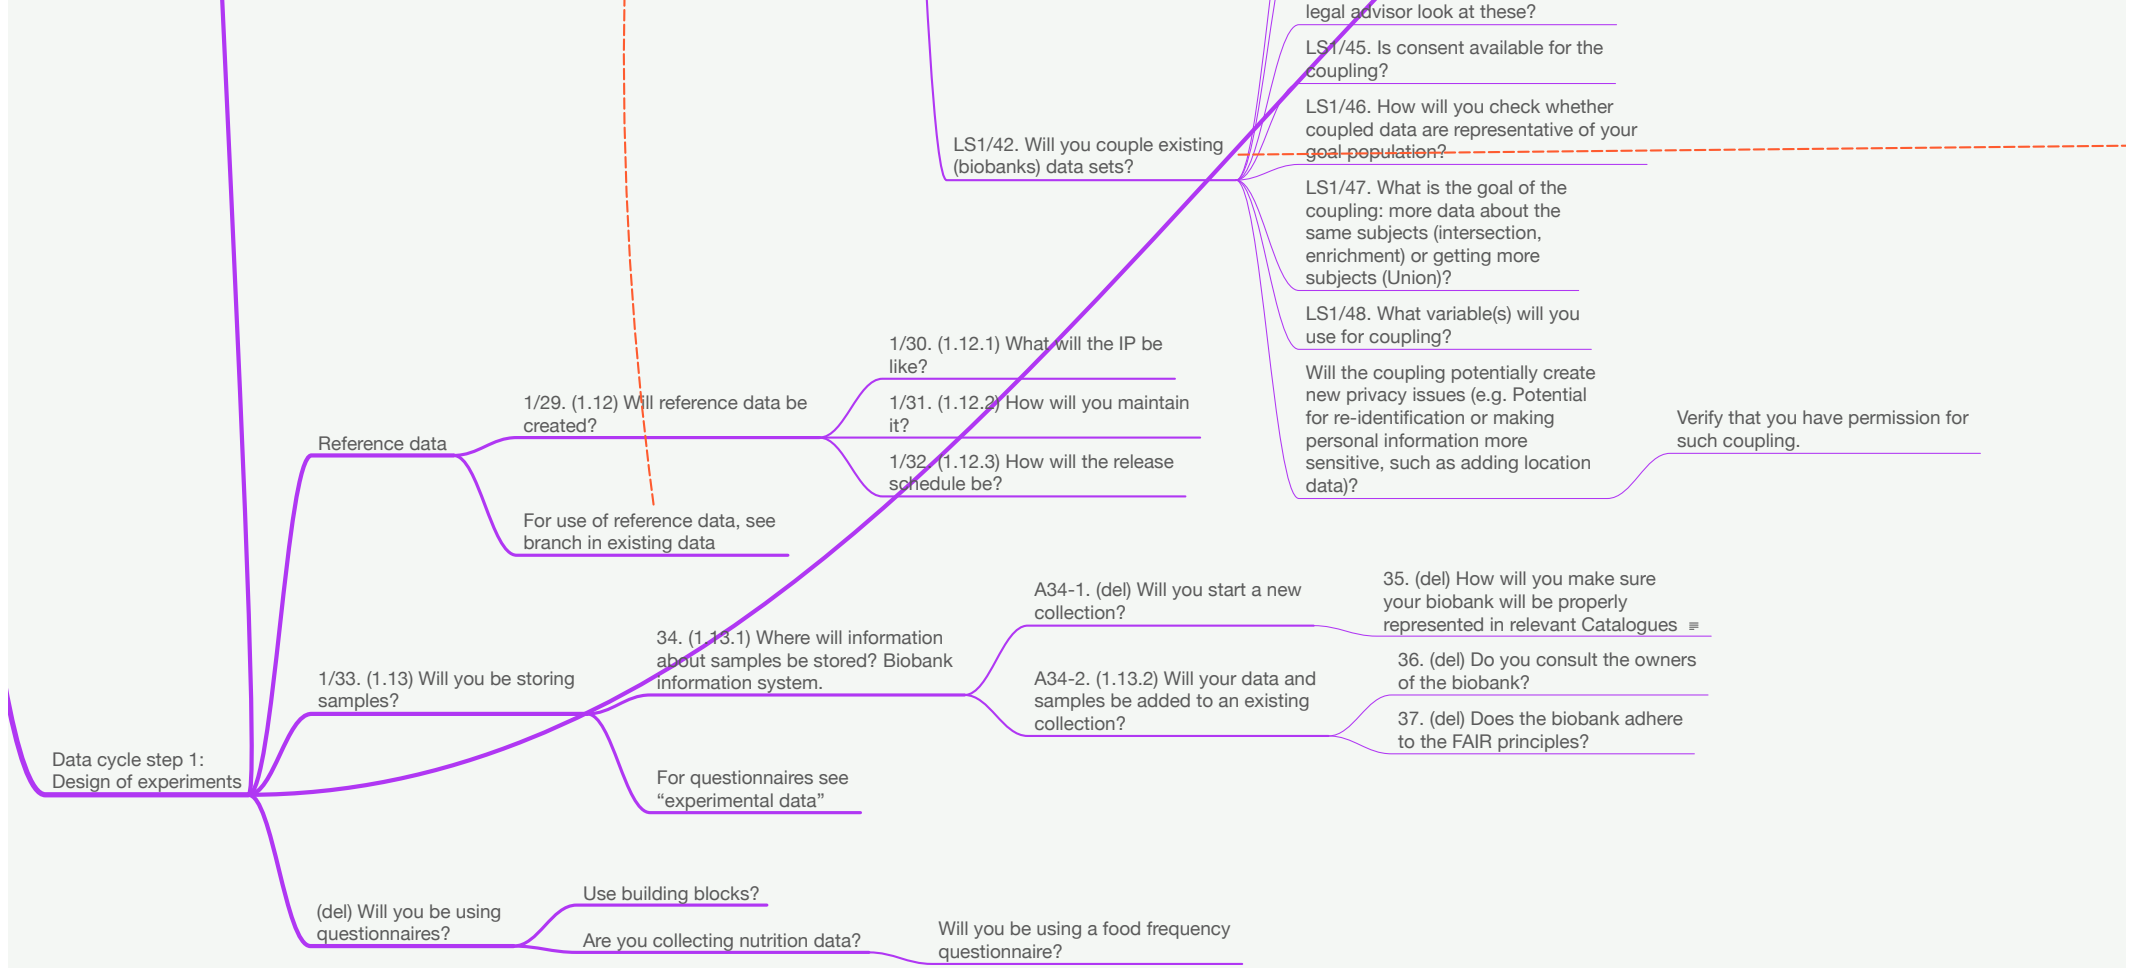 legal advisor look at these?
LS1/45. Is consent available for the
coupling?
LS1/46. How will you check whether
coupled data are representative of your
goal population?
LS1/42. Will you couple existing
(biobanks) data sets?
LS1/47. What is the goal of the
coupling: more data about the
same subjects (intersection,
enrichment) or getting more
subjects (Union)?
LS1/48. What variable(s) will you
use for coupling?
Will the coupling potentially create
new privacy issues (e.g. Potential
for re-identification or making
personal information more
sensitive, such as adding location
data)?
Verify that you have permission for
such coupling.
1/30. (1.12.1) What will the IP be
like?
1/29. (1.12) Will reference data be
created?
1/31. (1.12.2) How will you maintain
it?
Reference data
1/32. (1.12.3) How will the release
schedule be?
For use of reference data, see
branch in existing data
A34-1. (del) Will you start a new
collection?
35. (del) How will you make sure
your biobank will be properly
represented in relevant Catalogues
34. (1.13.1) Where will information
about samples be stored? Biobank
information system.
1/33. (1.13) Will you be storing
samples?
A34-2. (1.13.2) Will your data and
samples be added to an existing
collection?
36. (del) Do you consult the owners
of the biobank?
37. (del) Does the biobank adhere
to the FAIR principles?
Data cycle step 1:
Design of experiments
For questionnaires see
“experimental data”
(del) Will you be using
questionnaires?
Use building blocks?
Are you collecting nutrition data?
Will you be using a food frequency
questionnaire?